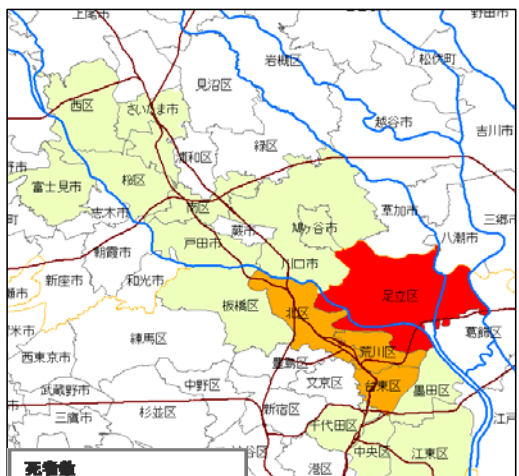 上尾市
野田市
岩槻区
松伏町
見沼区
西区
さいたま市
越谷市
吉川市
緑区
浦和区
富士見市
桜区
志木市
南区
蕨市
鳩ヶ谷市
草加市
三郷市
八潮市
戸田市
朝霞市
川口市
新座市
和光市
足立区
板橋区
北区
葛飾区
練馬区
荒川区
西東京市
豊島区
中野区
文京区
台東区
墨田区
武蔵野市
杉並区
新宿区
江戸
三鷹市
千代田区
中央区
江東区
港区
死者数